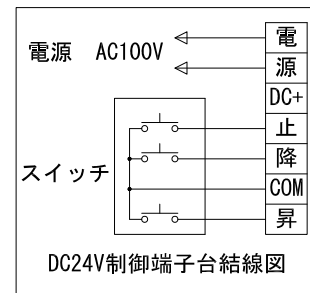 電源 AC100V
電
源
DC+
止
降
COM
昇
スイッチ
DC24V制御端子台結線図